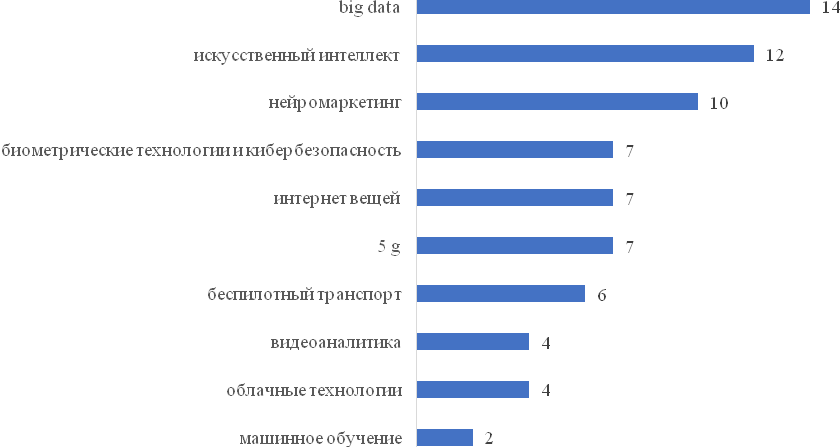 big data 14
искусственный интеллект 12
нейромаркетинг 10
биометрические технологии и кибербезопасность 7
интернет вещей 7
5 g 7
беспилотный транспорт 6
видеоаналитика 4
облачные технологии 4
машинное обучение 2